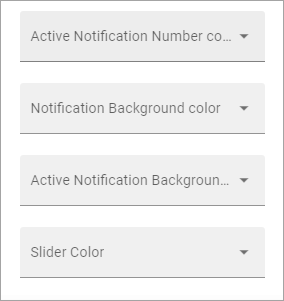 Active Notification Number co...
Notification Background color
Active Notification Backgroun...
Slider Color